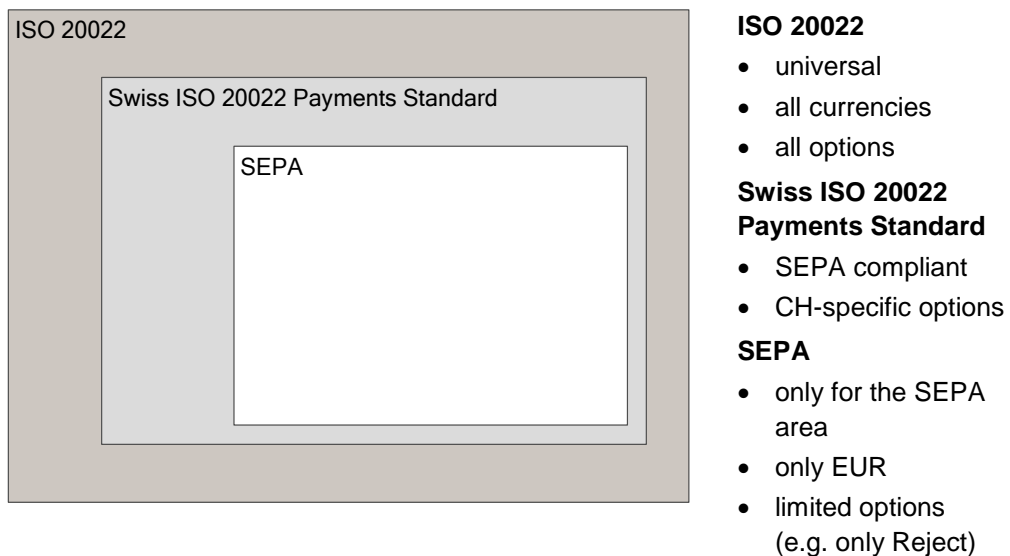 ISO 20022
Swiss ISO 20022 Payments Standard
SEPA
ISO 20022
• universal
• all currencies
• all options
Swiss ISO 20022
Payments Standard
• SEPA compliant
• CH-specific options
SEPA
• only for the SEPA
area
• only EUR
• limited options
(e.g. only Reject)